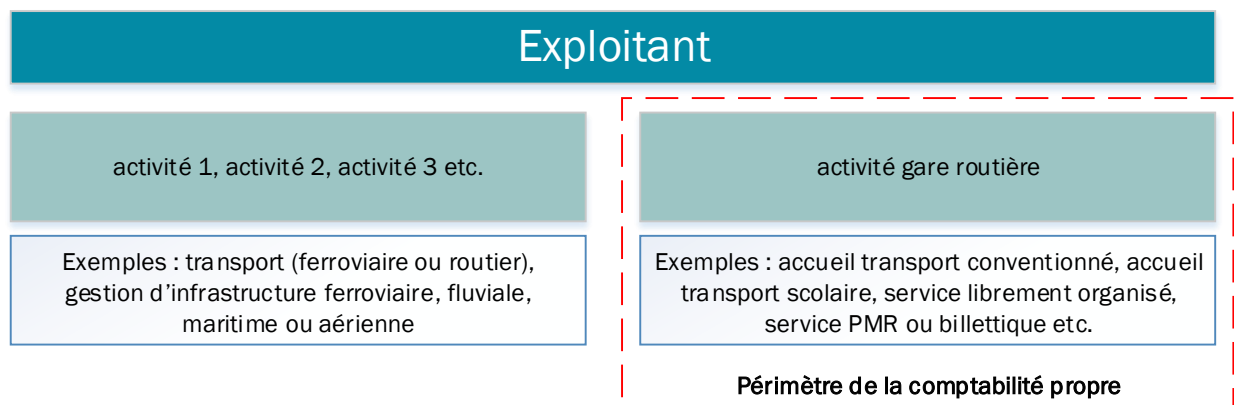 Exploitant
activité 1, activité 2, activité 3 etc.
activité gare routière
Exemples : transport (ferroviaire ou routier),
gestion d'infrastructure ferroviaire, fluviale,
maritime ou aérienne
Exemples : accueil transport conventionné, accueil
transport scolaire, service librement organisé,
service PMR ou billettique etc.
Périmètre de la comptabilité propre